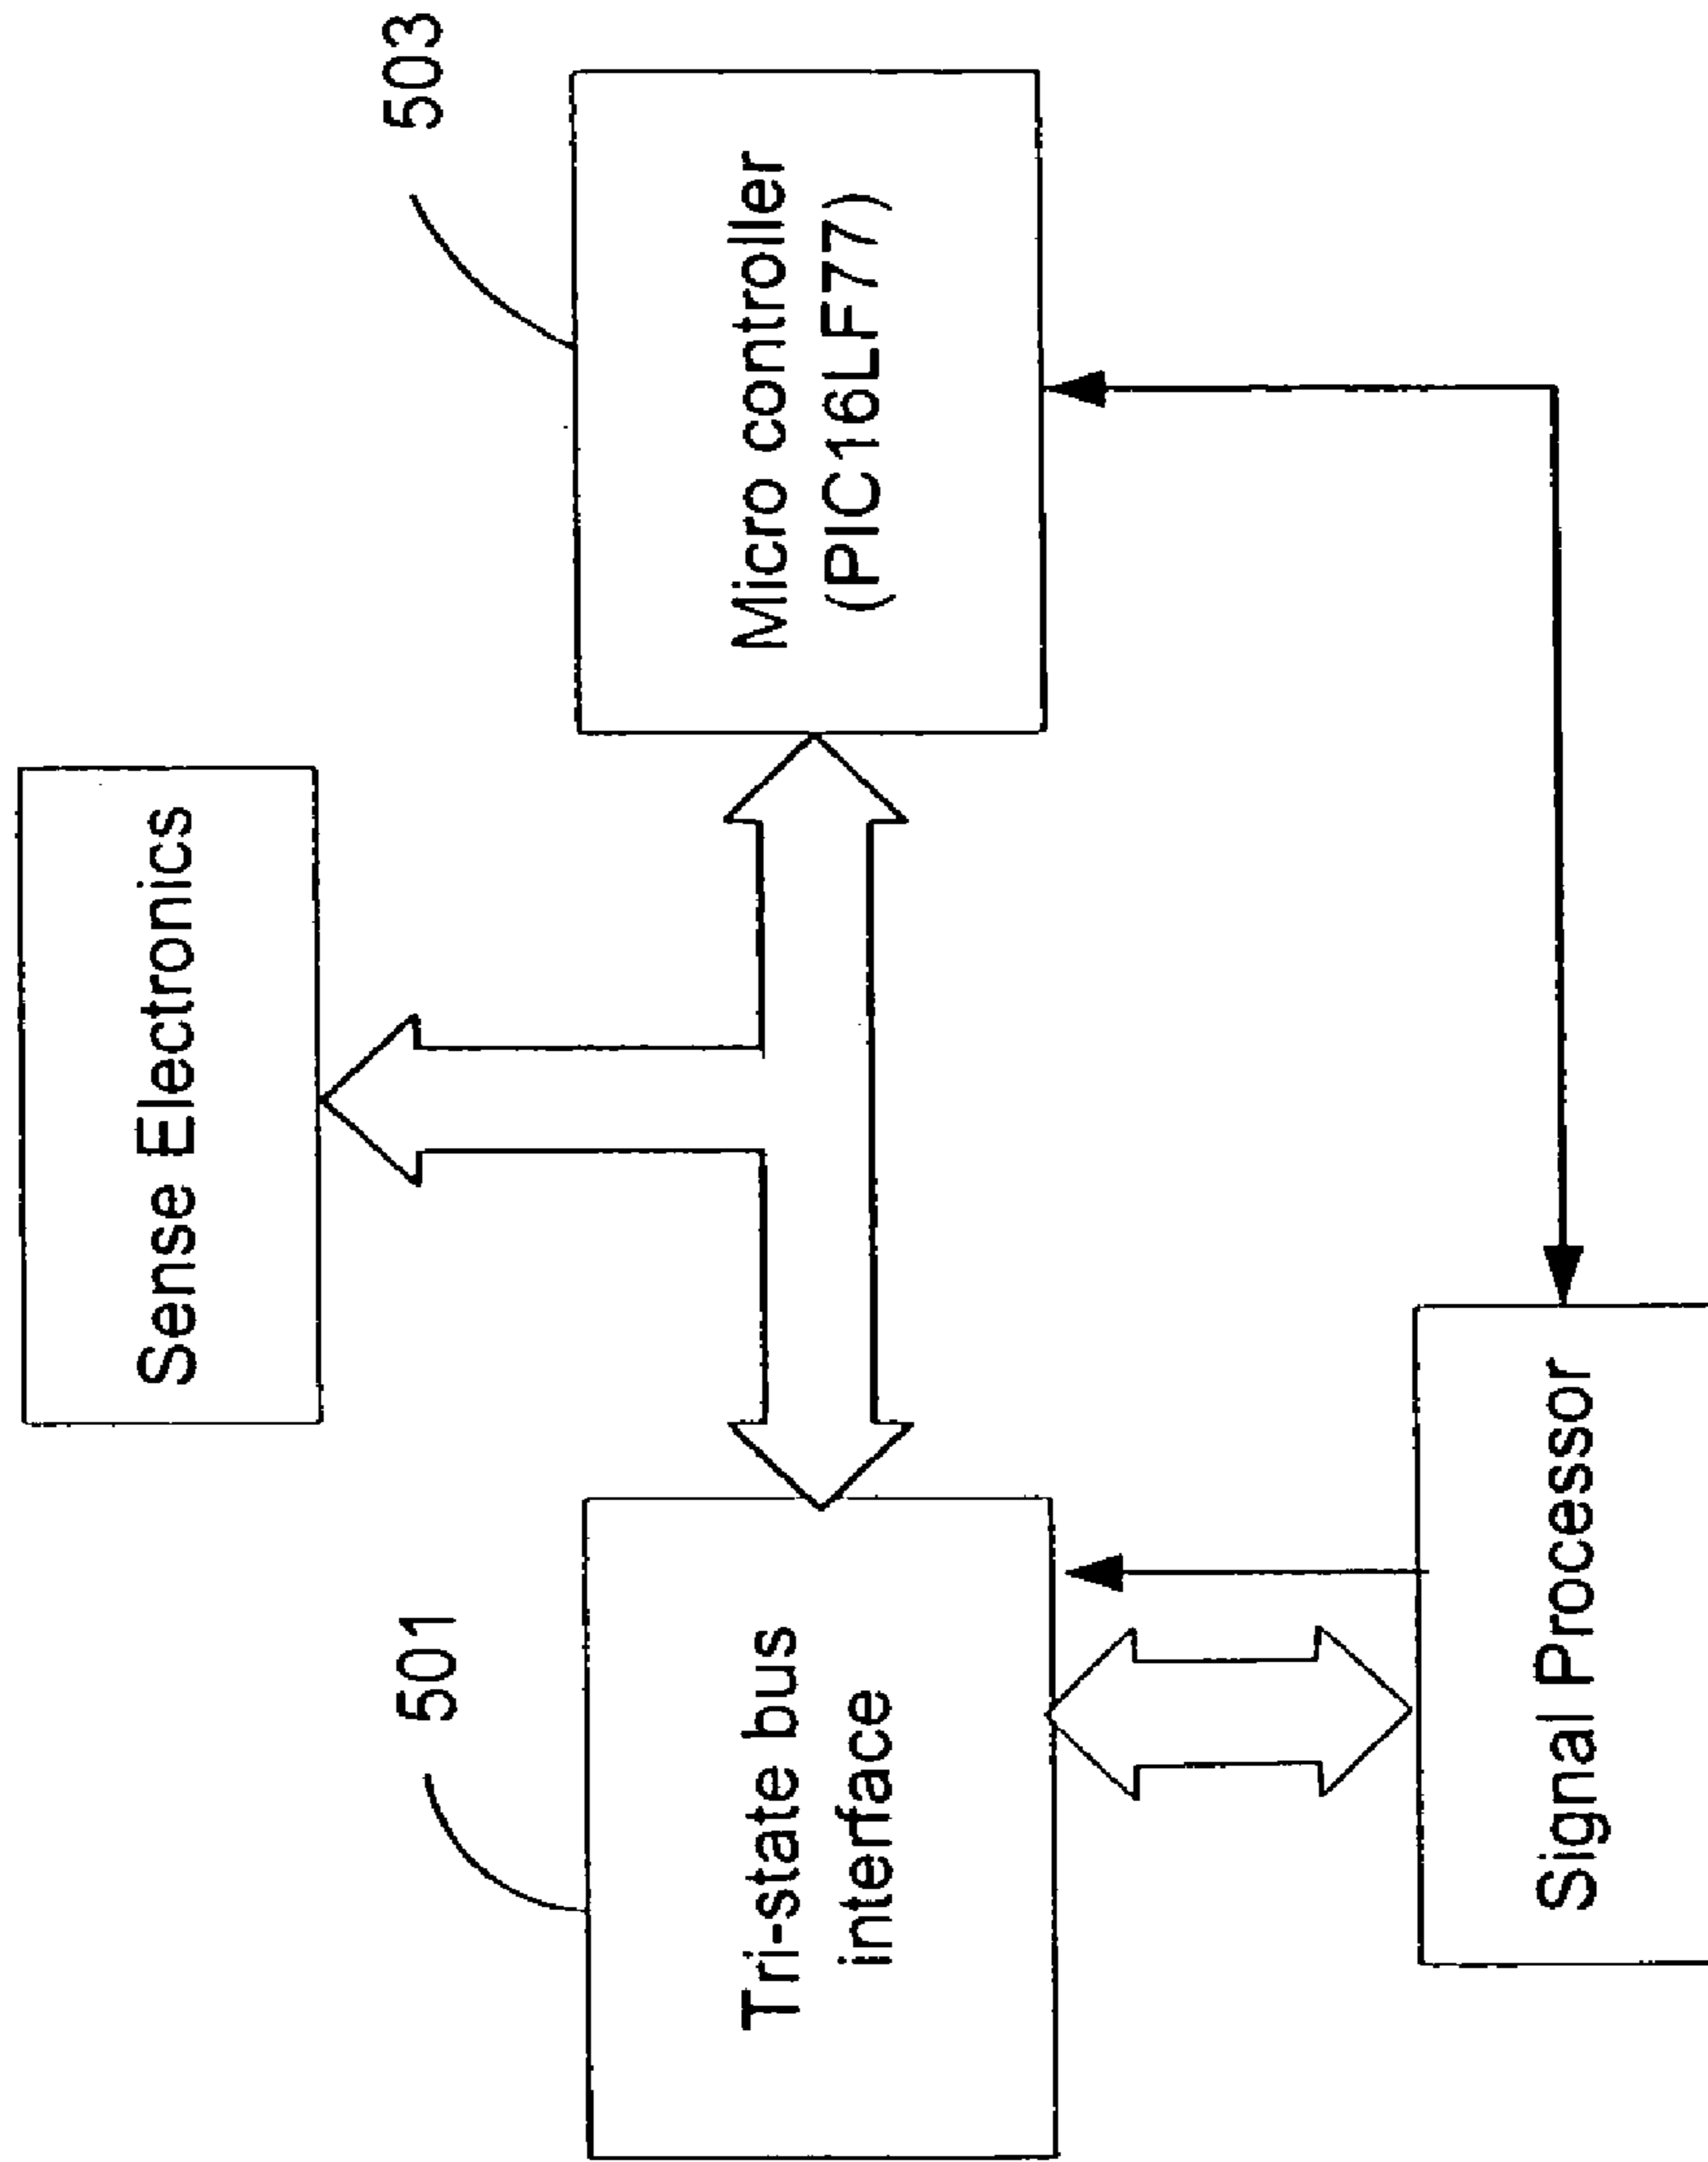 Sense Electronics
501
503
Tri-state bus
interface
Micro controller
(PIC16LF77)
Signal Processor